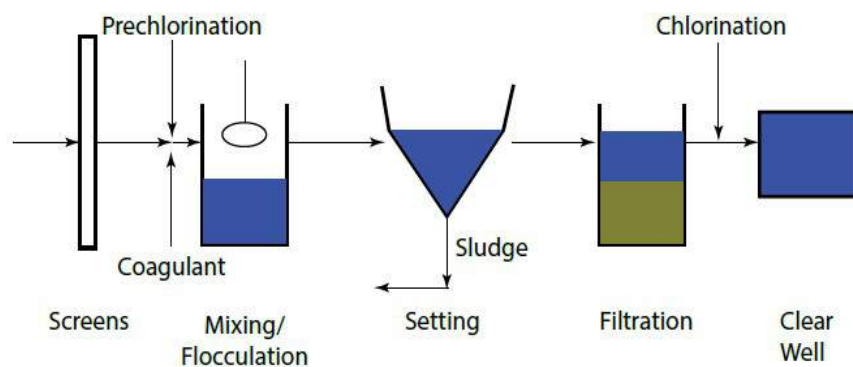 Prechlorination
Chlorination
Coagulant
Sludge
Screens
Mixing/
Flocculation
Setting
Filtration
Clear
Well